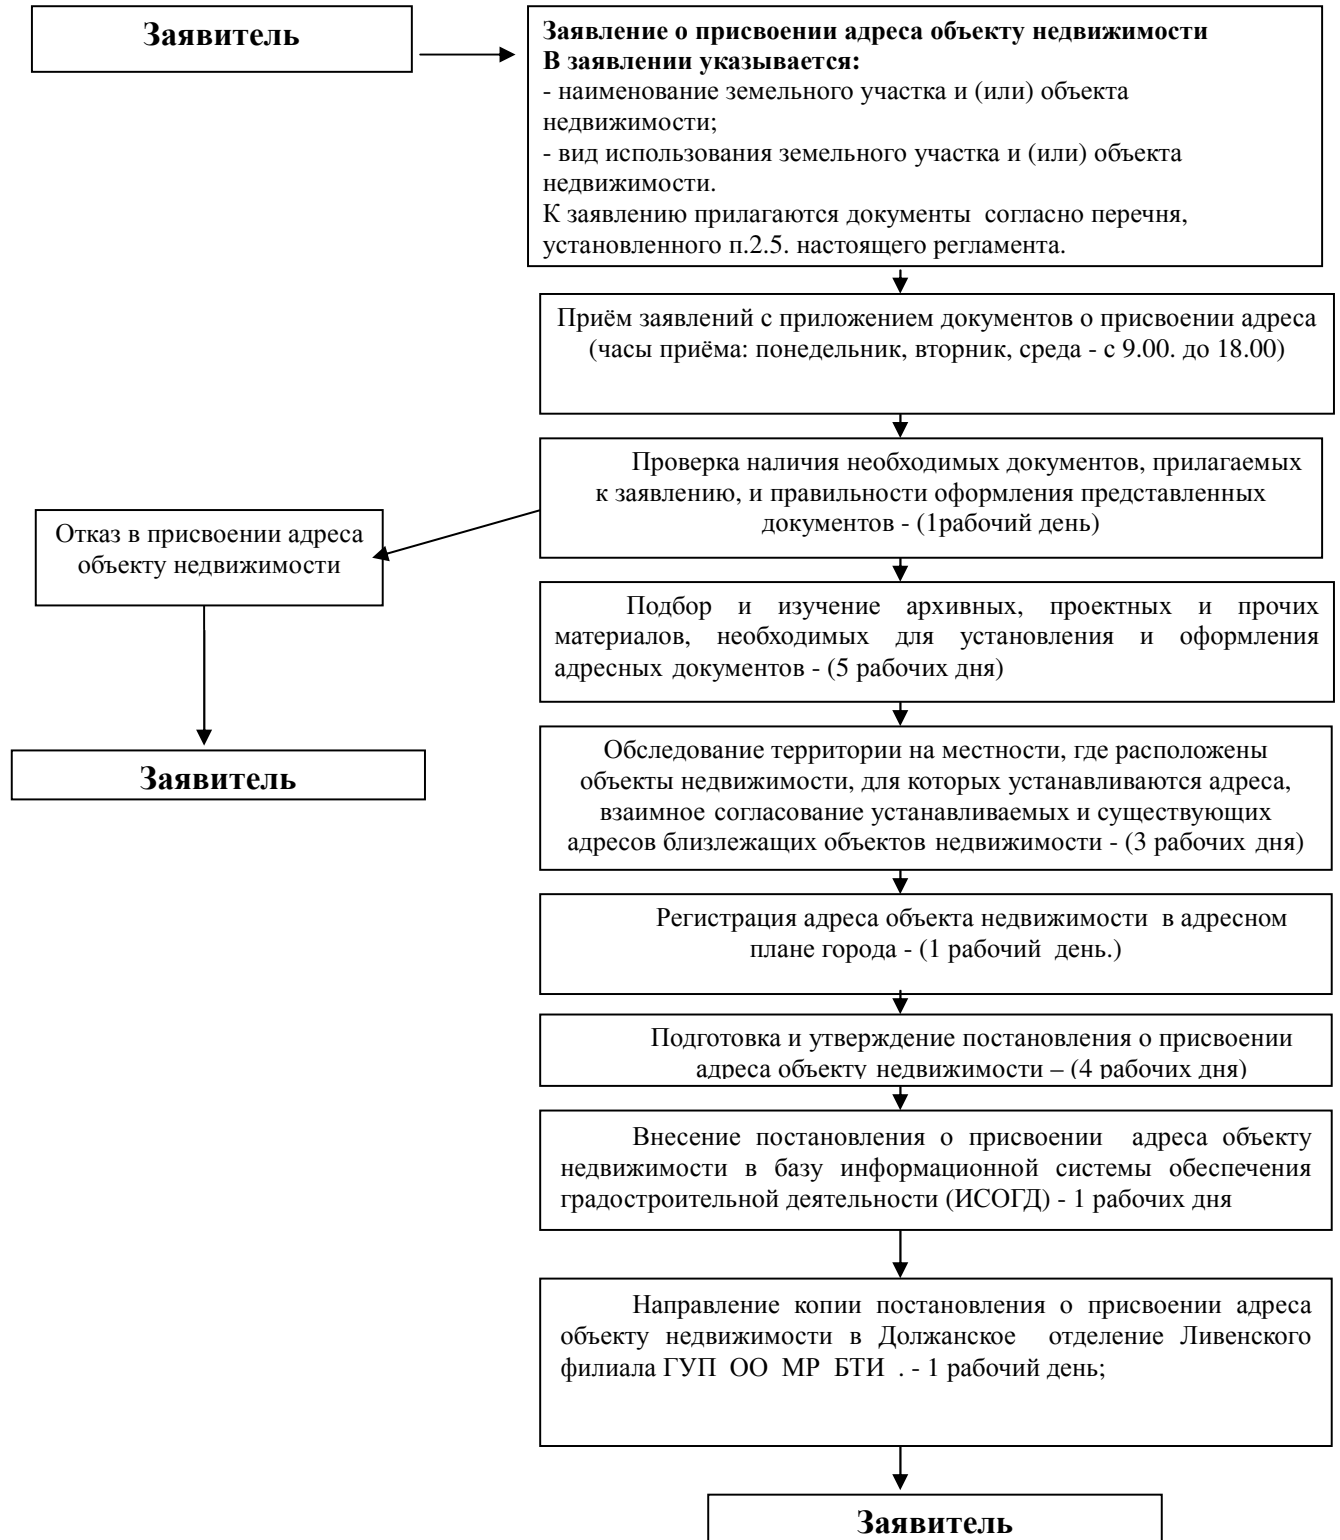 Заявитель
Заявление о присвоении адреса объекту недвижимости
В заявлении указывается:
- наименование земельного участка и (или) объекта
недвижимости;
- вид использования земельного участка и (или) объекта
недвижимости.
К заявлению прилагаются документы согласно перечня,
установленного п.2.5. настоящего регламента.
Приём заявлений с приложением документов о присвоении адреса
(часы приёма: понедельник, вторник, среда - с 9.00. до 18.00)
Проверка наличия необходимых документов, прилагаемых
к заявлению, и правильности оформления представленных
документов - (1рабочий день)
Отказ в присвоении адреса
объекту недвижимости
Подбор и изучение архивных, проектных и прочих
материалов, необходимых для установления и оформления
адресных документов - (5 рабочих дня)
Заявитель
Обследование территории на местности, где расположены
объекты недвижимости, для которых устанавливаются адреса,
взаимное согласование устанавливаемых и существующих
адресов близлежащих объектов недвижимости - (3 рабочих дня)
Регистрация адреса объекта недвижимости в адресном
плане города - (1 рабочий день.)
Подготовка и утверждение постановления о присвоении
адреса объекту недвижимости – (4 рабочих дня)
Внесение постановления о присвоении адреса объекту
недвижимости в базу информационной системы обеспечения
градостроительной деятельности (ИСОГД) - 1 рабочих дня
Направление копии постановления о присвоении адреса
объекту недвижимости в Должанское отделение Ливенского
филиала ГУП ОО МР БТИ . - 1 рабочий день;
Заявитель